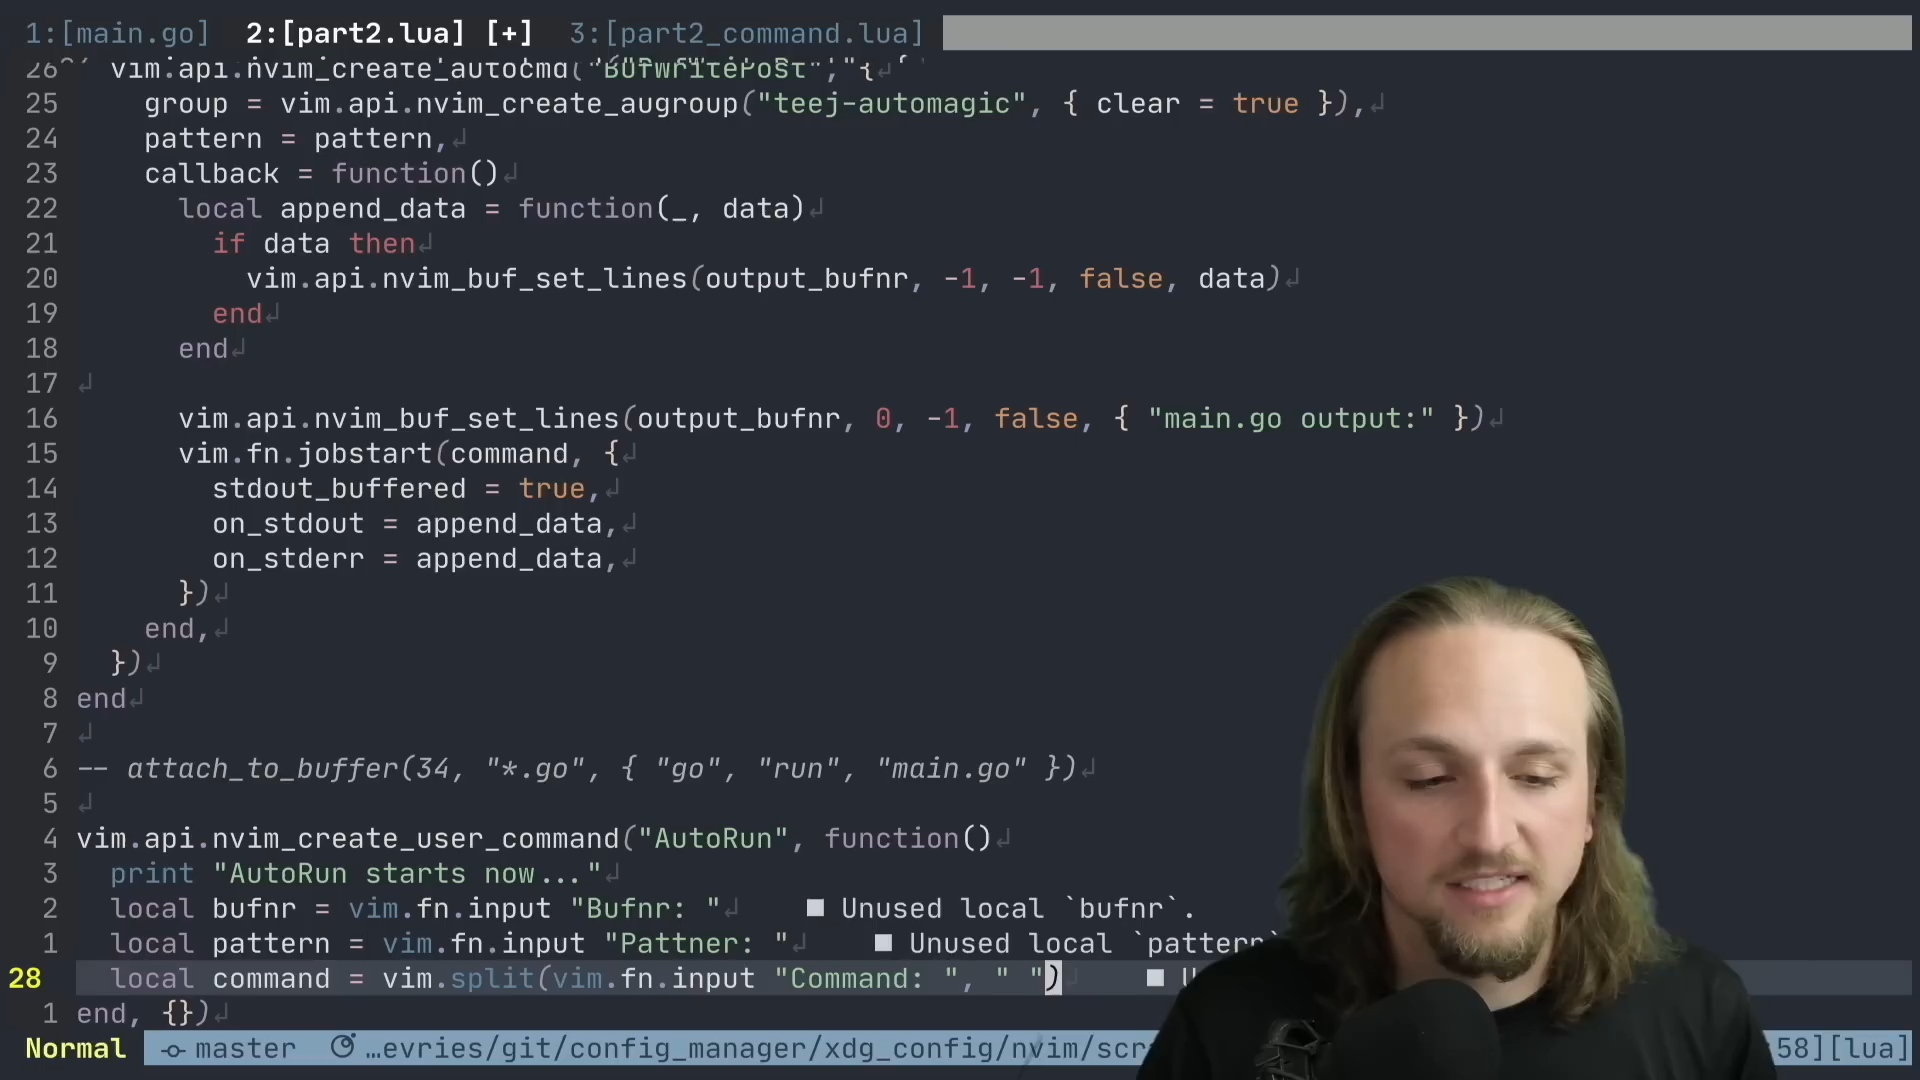 1:[main.go] 2:[part2.lua] [+] 3:[part2_command.lua]
26 vim.api.nvim_create_autocmd("BufWritePost", {
25 group = vim.api.nvim_create_augroup("teej-automagic", { clear = true }),
24 pattern = pattern,
23 callback = function()
22 local append_data = function(_, data)
21 if data then
20 vim.api.nvim_buf_set_lines(output_bufnr, -1, -1, false, data)
19 end
18 end
17
16 vim.api.nvim_buf_set_lines(output_bufnr, 0, -1, false, { "main.go output:" })
15 vim.fn.jobstart(command, {
14 stdout_buffered = true,
13 on_stdout = append_data,
12 on_stderr = append_data,
11 })
10 end,
9 })
8 end
7
6 -- attach_to_buffer(34, "*.go", { "go", "run", "main.go" })
5
4 vim.api.nvim_create_user_command("AutoRun", function()
3 print "AutoRun starts now..."
2 local bufnr = vim.fn.input "Bufnr: " ■ Unused local `bufnr`.
1 local pattern = vim.fn.input "Pattner: " ■ Unused local `pattern`
28 local command = vim.split(vim.fn.input "Command: ", " ") ■
1 end, {})
Normal master …evries/git/config_manager/xdg_config/nvim/scr 58][lua]